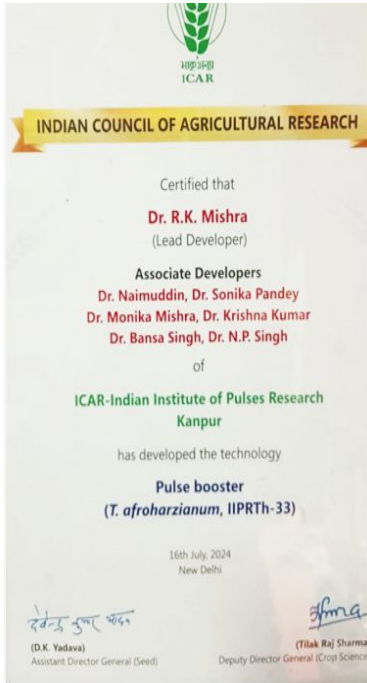 भाकृअनुप
ICAR
INDIAN COUNCIL OF AGRICULTURAL RESEARCH
Certified that
Dr. R.K. Mishra
(Lead Developer)
Associate Developers
Dr. Naimuddin, Dr. Sonika Pandey
Dr. Monika Mishra, Dr. Krishna Kumar
Dr. Bansa Singh, Dr. N.P. Singh
of
ICAR-Indian Institute of Pulses Research
Kanpur
has developed the technology
Pulse booster
(T. afroharzianum, IIPRTh-33)
16th July, 2024
New Delhi
(D.K. Yadava)
Assistant Director General (Seed)
(Tilak Raj Sharma
Deputy Director General (Crop Science